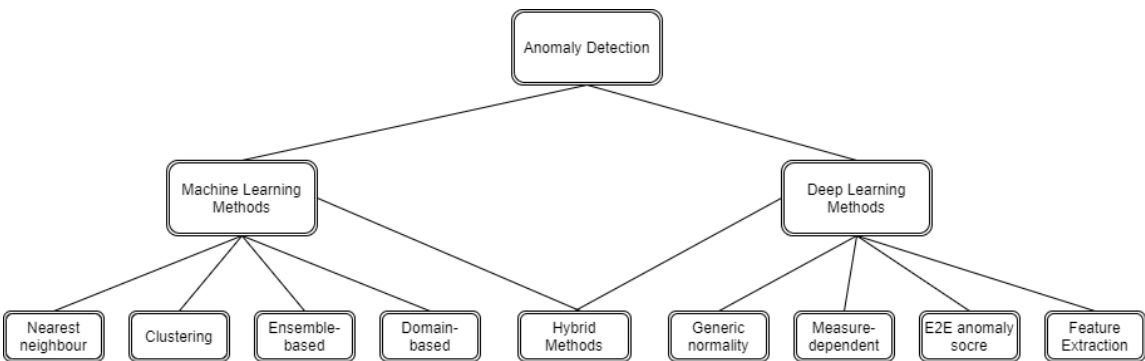 Anomaly Detection
Machine Learning
Methods
Deep Learning
Methods
Nearest
neighbour
Clustering
Ensemble-
based
Domain-
based
Hybrid
Methods
Generic
normality
Measure-
dependent
E2E anomaly
socre
Feature
Extraction